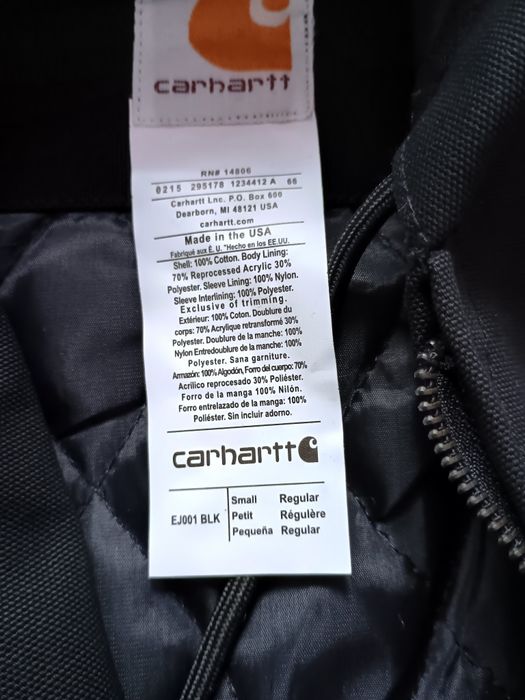 carhartt
RN# 14806
0215 295178 1234412 A 66
Carhartt Lnc. P.O. Box 600
Dearborn, MI 48121 USA
carhartt.com
Made in the USA
Fabriqué aux É. U. "Hecho en los EE.UU.
Shell: 100% Cotton. Body Lining:
70% Reprocessed Acrylic 30%
Polyester. Sleeve Lining: 100% Nylon.
Sleeve Interlining: 100% Polyester.
Exclusive of trimming.
Extérieur: 100% Coton. Doublure du
corps: 70% Acrylique retransformé 30%
Polyester. Doublure de la manche: 100%
Nylon Entredoublure de la manche: 100%
Polyester. Sana garniture.
Armazón: 100% Algodón, Forro del cuerpo: 70%
Acrílico reprocesado 30% Poliéster.
Forro de la manga 100% Nilón.
Forro entrelazado de la manga: 100%
Poliéster. Sin incluir adorno.
carhartt
EJ001 BLK
Small Regular
Petit Régulère
Pequeña Regular